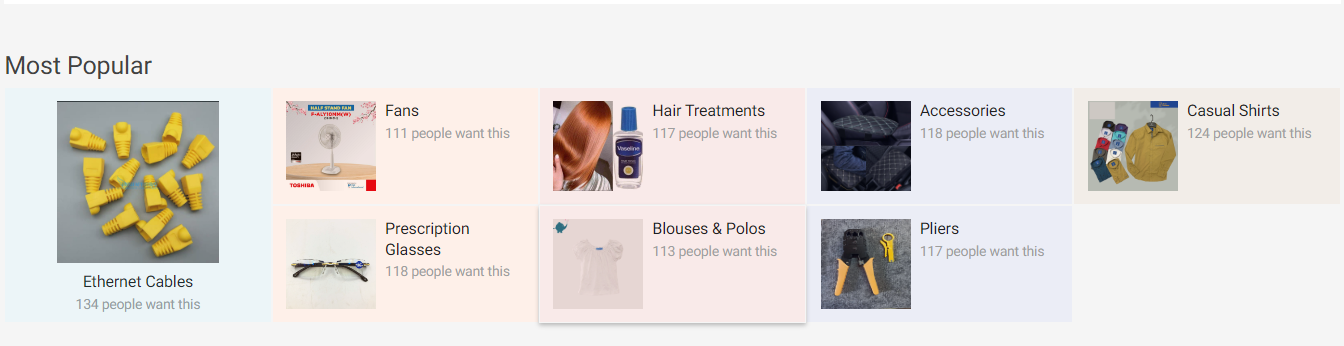 Most Popular
Ethernet Cables
134 people want this
HALF STAND FAN
F-ALY10MM(W)
TOSHIBA
Fans
111 people want this
Vaseline
Hair Treatments
117 people want this
Accessories
118 people want this
Casual Shirts
124 people want this
Prescription
Glasses
118 people want this
Blouses & Polos
113 people want this
Pliers
117 people want this